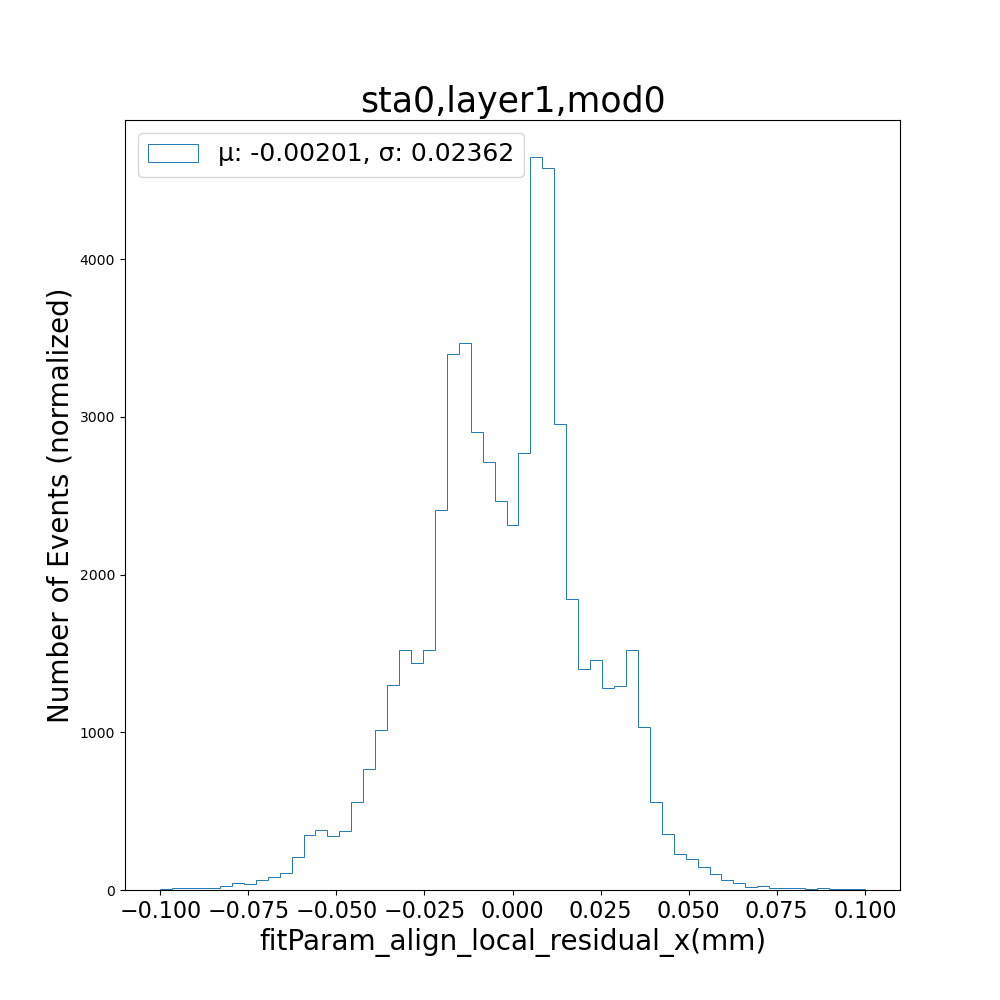 sta0,layer1,mod0
μ: -0.00201, σ: 0.02362
Number of Events (normalized)
4000
3000
2000
1000
0
−0.100 −0.075 −0.050 −0.025 0.000 0.025 0.050 0.075 0.100
fitParam_align_local_residual_x(mm)